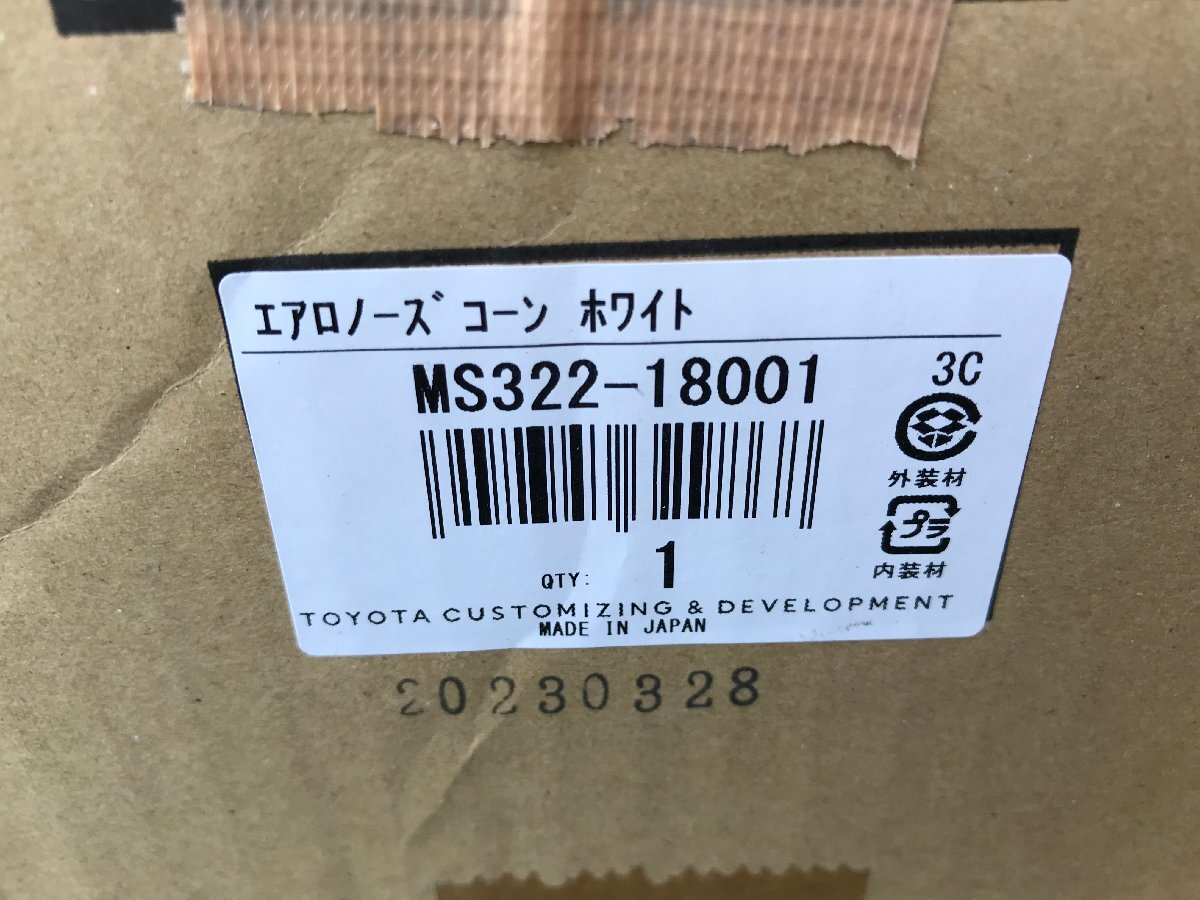 エアロノーズ コーン ホワイト
MS322-18001
3C
外装材
プラ
内装材
QTY: 1
TOYOTA CUSTOMIZING & DEVELOPMENT
MADE IN JAPAN
20230328